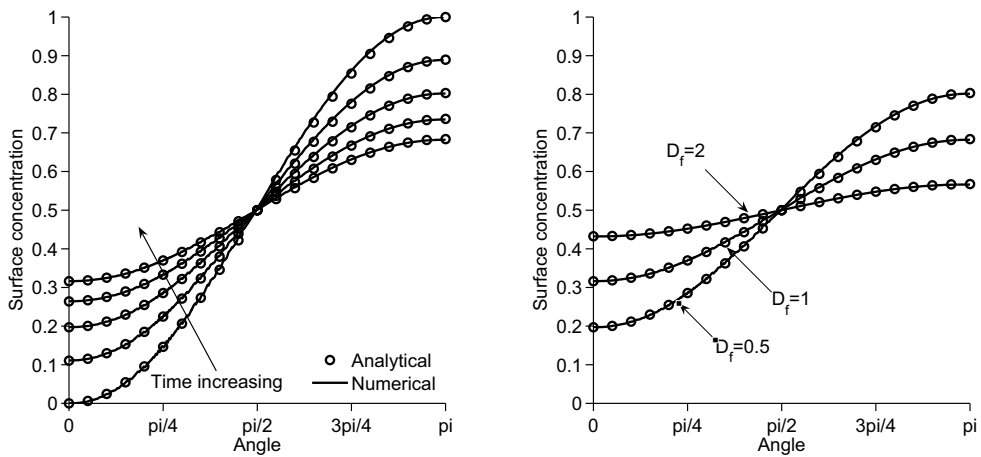 1
0.9
0.8
0.7
0.6
0.5
0.4
0.3
0.2
0.1
0
Surface concentration
0 pi/4 pi/2 3pi/4 pi
Angle
Time increasing
Analytical
Numerical
1
0.9
0.8
0.7
0.6
0.5
0.4
0.3
0.2
0.1
0
Surface concentration
0 pi/4 pi/2 3pi/4 pi
Angle
D_f=2
D_f=1
D_f=0.5